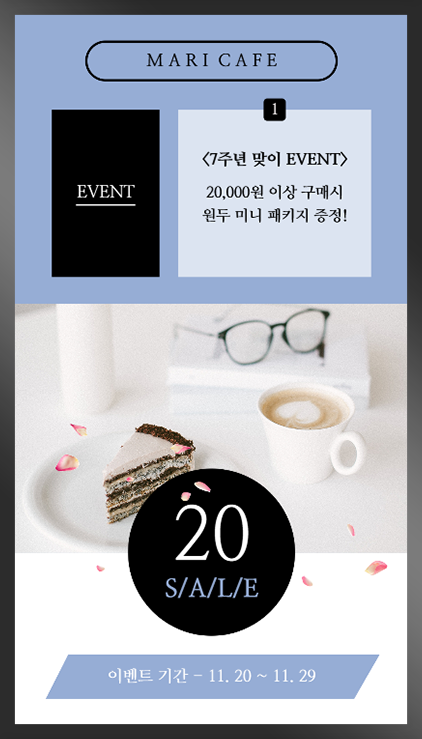 MARI CAFE
1
EVENT
<7주년 맞이 EVENT>
20,000원 이상 구매시
원두 미니 패키지 증정!
20
S/A/L/E
이벤트 기간 - 11. 20 ~ 11. 29